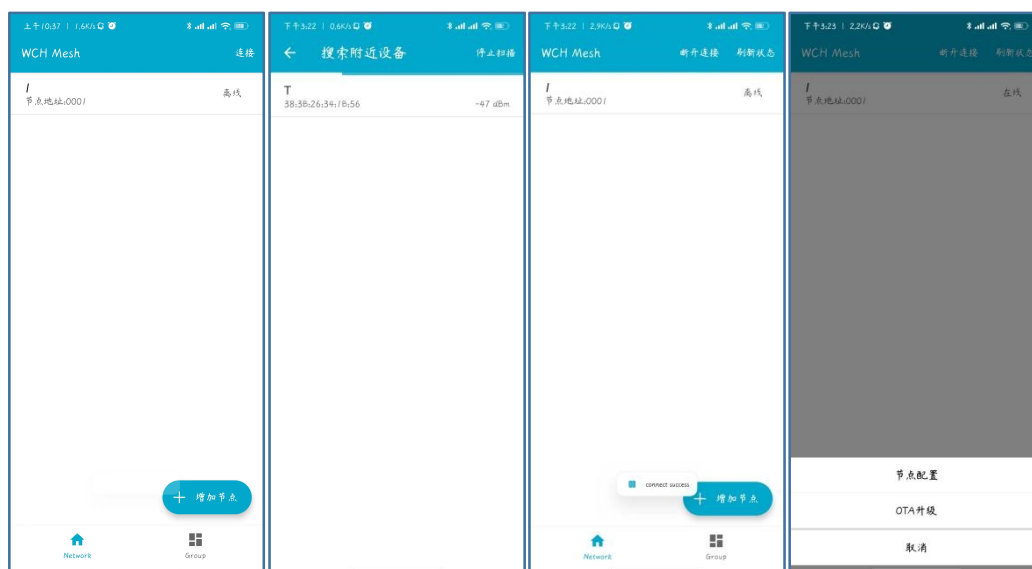 上午10:37 | 1.6K/s
WCH Mesh 连接
/
节点地址:0001 离线
+ 增加节点
Network Group
下午3:22 | 0.6K/s
← 搜索附近设备 停止扫描
T
38:3B:26:34:1B:56 -47 dBm
下午3:22 | 2.9K/s
WCH Mesh 断开连接 刷新状态
/
节点地址:0001 离线
connect success
+ 增加节点
Network Group
下午3:23 | 2.2K/s
WCH Mesh 断开连接 刷新状态
/
节点地址:0001 在线
节点配置
OTA升级
取消